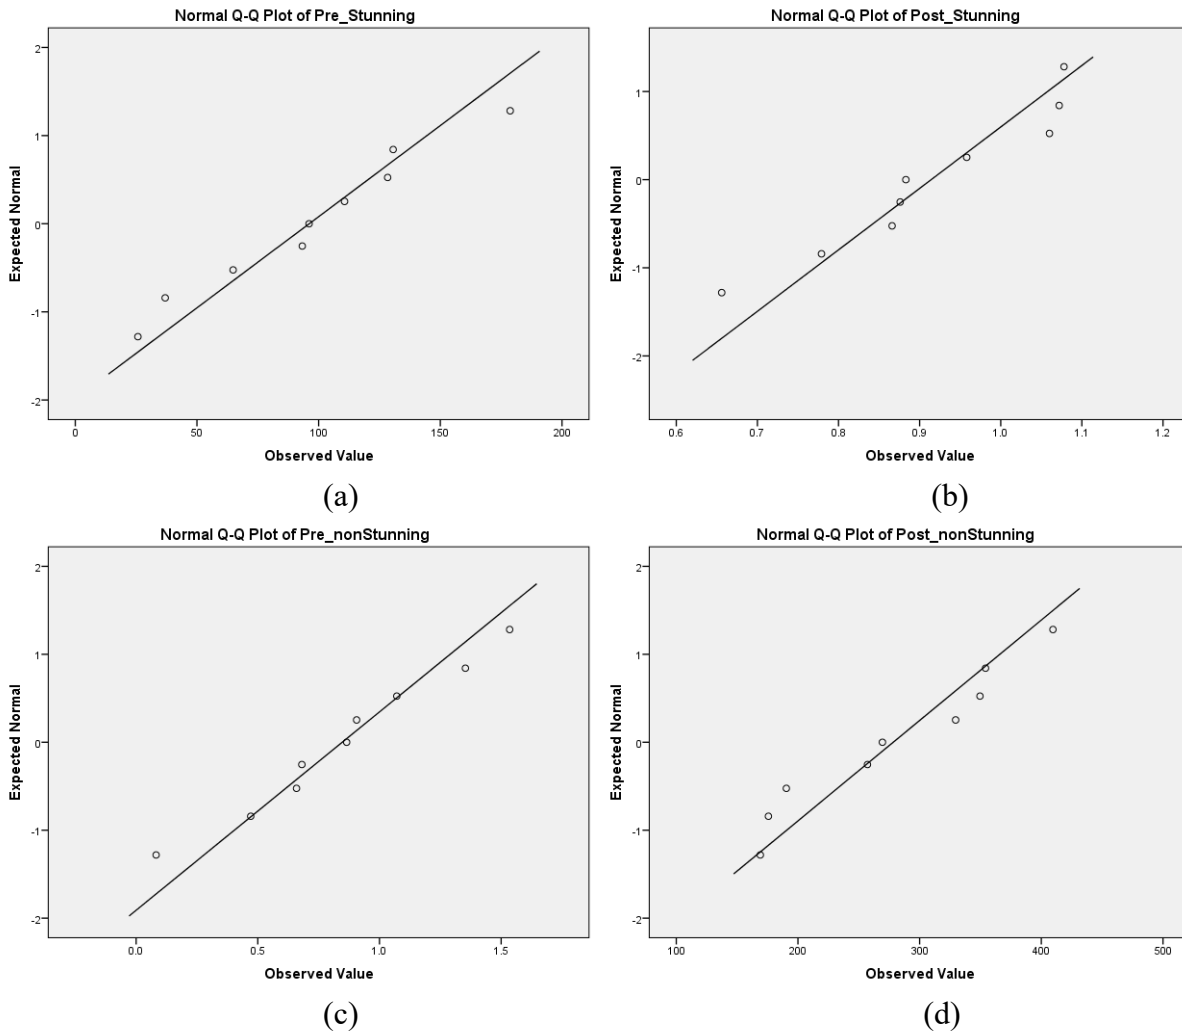 Normal Q-Q Plot of Pre_Stunning
Expected Normal
2
1
0
-1
-2
0 50 100 150 200
Observed Value
(a)
Normal Q-Q Plot of Post_Stunning
Expected Normal
1
0
-1
-2
0.6 0.7 0.8 0.9 1.0 1.1 1.2
Observed Value
(b)
Normal Q-Q Plot of Pre_nonStunning
Expected Normal
2
1
0
-1
-2
0.0 0.5 1.0 1.5
Observed Value
(c)
Normal Q-Q Plot of Post_nonStunning
Expected Normal
2
1
0
-1
-2
100 200 300 400 500
Observed Value
(d)